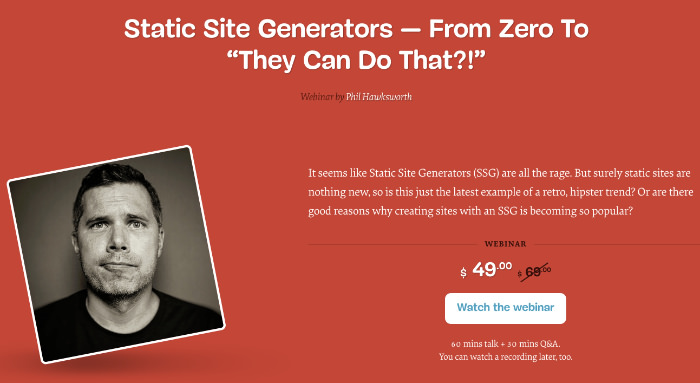 Static Site Generators — From Zero To
“They Can Do That?!”
Webinar by Phil Hawksworth
It seems like Static Site Generators (SSG) are all the rage. But surely static sites are
nothing new, so is this just the latest example of a retro, hipster trend? Or are there
good reasons why creating sites with an SSG is becoming so popular?
WEBINAR
$ 49.00 $ 69.00
Watch the webinar
60 mins talk + 30 mins Q&A.
You can watch a recording later, too.